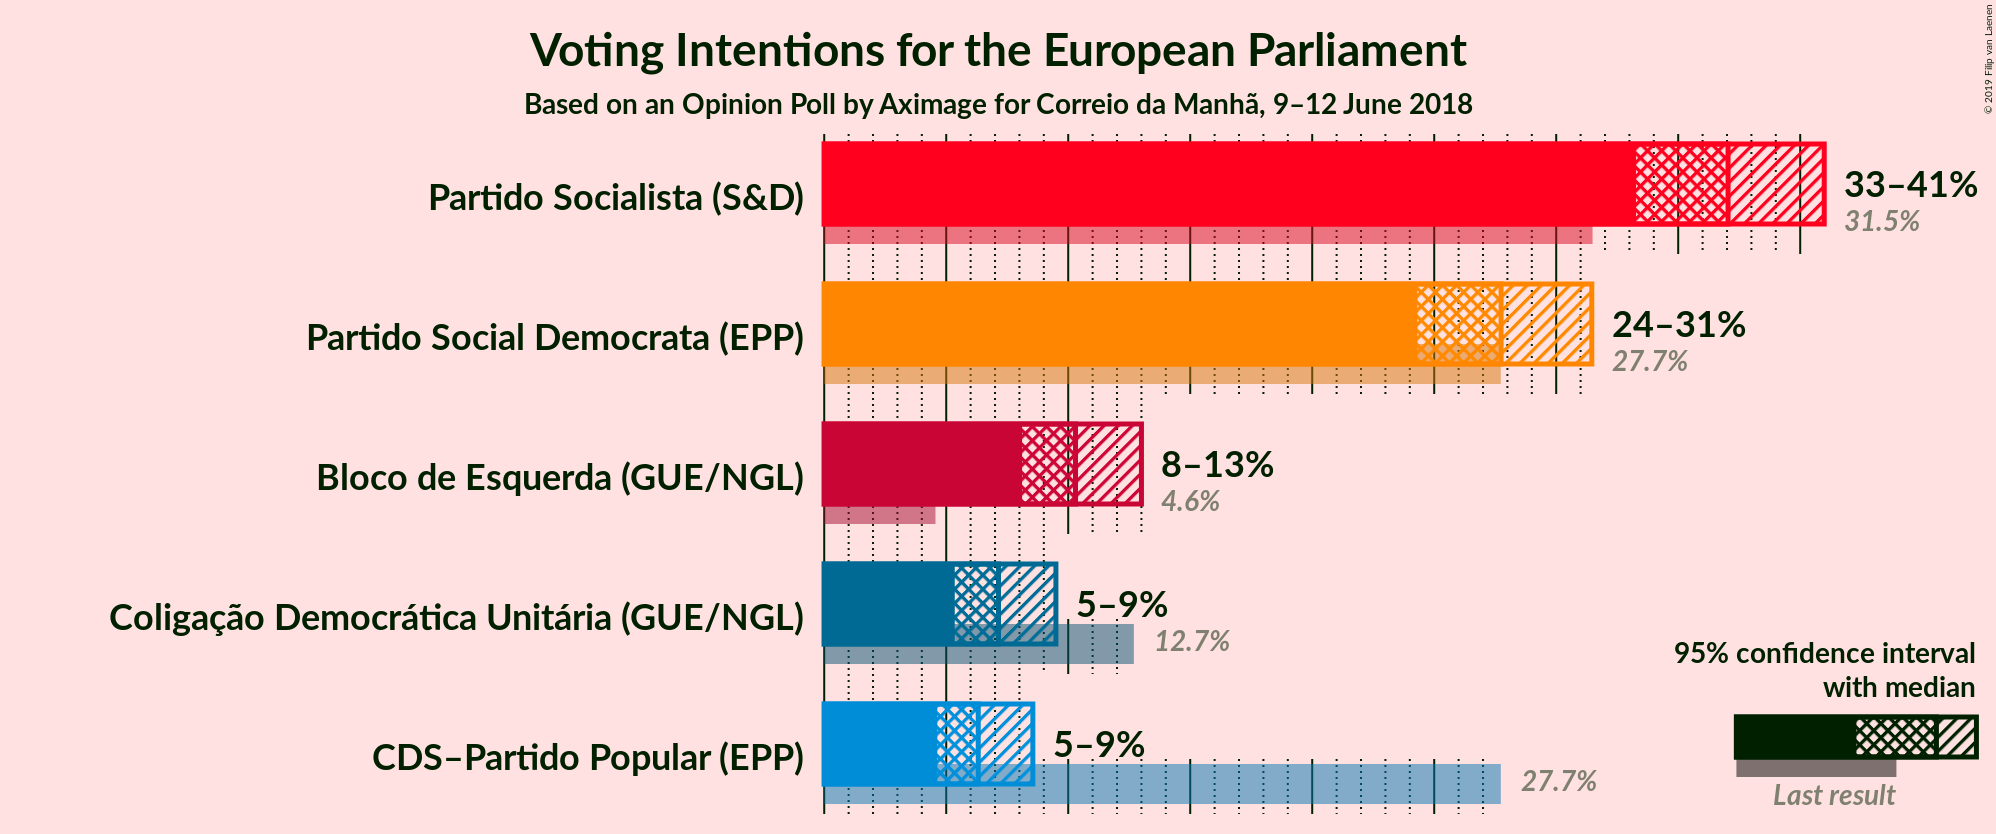 Voting Intentions for the European Parliament
Based on an Opinion Poll by Aximage for Correio da Manhã, 9–12 June 2018
© 2019 Filip van Laenen
Partido Socialista (S&D)
33–41%
31.5%
Partido Social Democrata (EPP)
24–31%
27.7%
Bloco de Esquerda (GUE/NGL)
8–13%
4.6%
Coligação Democrática Unitária (GUE/NGL)
5–9%
12.7%
CDS–Partido Popular (EPP)
5–9%
27.7%
95% confidence interval
with median
Last result